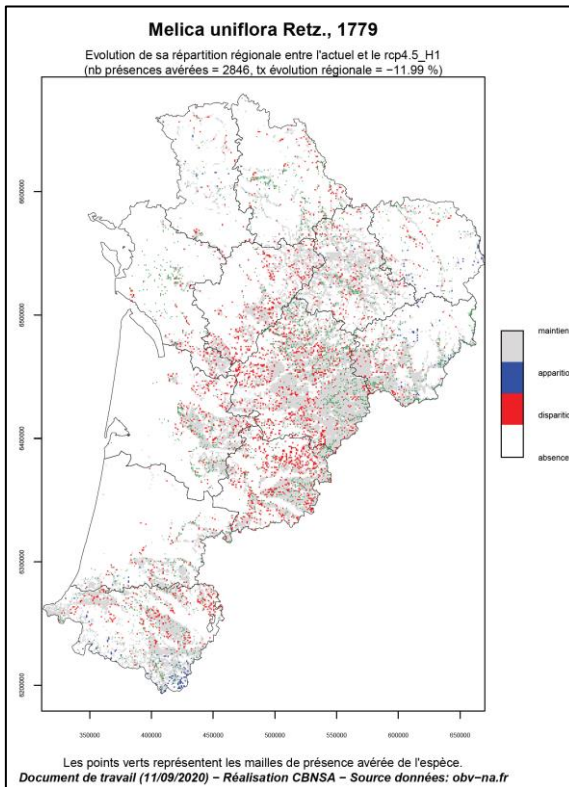 Melica uniflora Retz., 1779
Evolution de sa répartition régionale entre l'actuel et le rcp4.5_H1
(nb présences avérées = 2846, tx évolution régionale = −11.99 %)
6600000
6500000
6400000
6300000
6200000
maintien
apparitio
disparitio
absence
350000 400000 450000 500000 550000 600000 650000
Les points verts représentent les mailles de présence avérée de l'espèce.
Document de travail (11/09/2020) − Réalisation CBNSA − Source données: obv-na.fr